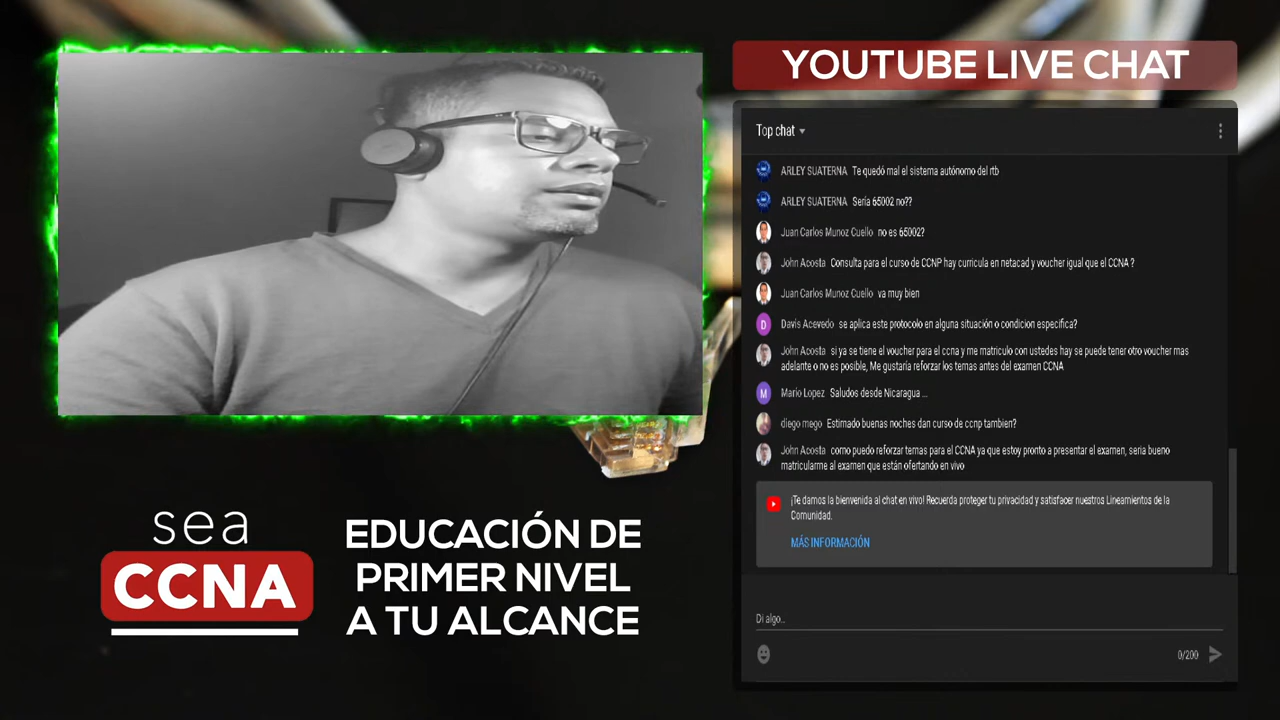 YOUTUBE LIVE CHAT
Top chat
ARLEY SUATERNA Te quedó mal el sistema autónomo del rtb
ARLEY SUATERNA Sería 65002 no??
Juan Carlos Munoz Cuello no es 65002?
John Acosta Consulta para el curso de CCNP hay curricula en netacad y voucher igual que el CCNA ?
Juan Carlos Munoz Cuello va muy bien
D Davis Acevedo se aplica este protocolo en alguna situación o condicion especifica?
John Acosta si ya se tiene el voucher para el ccna y me matriculo con ustedes hay se puede tener otro voucher mas
adelante o no es posible, Me gustaría reforzar los temas antes del examen CCNA
M Mario Lopez Saludos desde Nicaragua ...
diego mego Estimado buenas noches dan curso de ccnp tambien?
John Acosta como puedo reforzar temas para el CCNA ya que estoy pronto a presentar el examen, seria bueno
matricularme al examen que están ofertando en vivo
¡Te damos la bienvenida al chat en vivo! Recuerda proteger tu privacidad y satisfacer nuestros Lineamientos de la
Comunidad.
MÁS INFORMACIÓN
Di algo...
0/200
sea
CCNA
EDUCACIÓN DE
PRIMER NIVEL
A TU ALCANCE